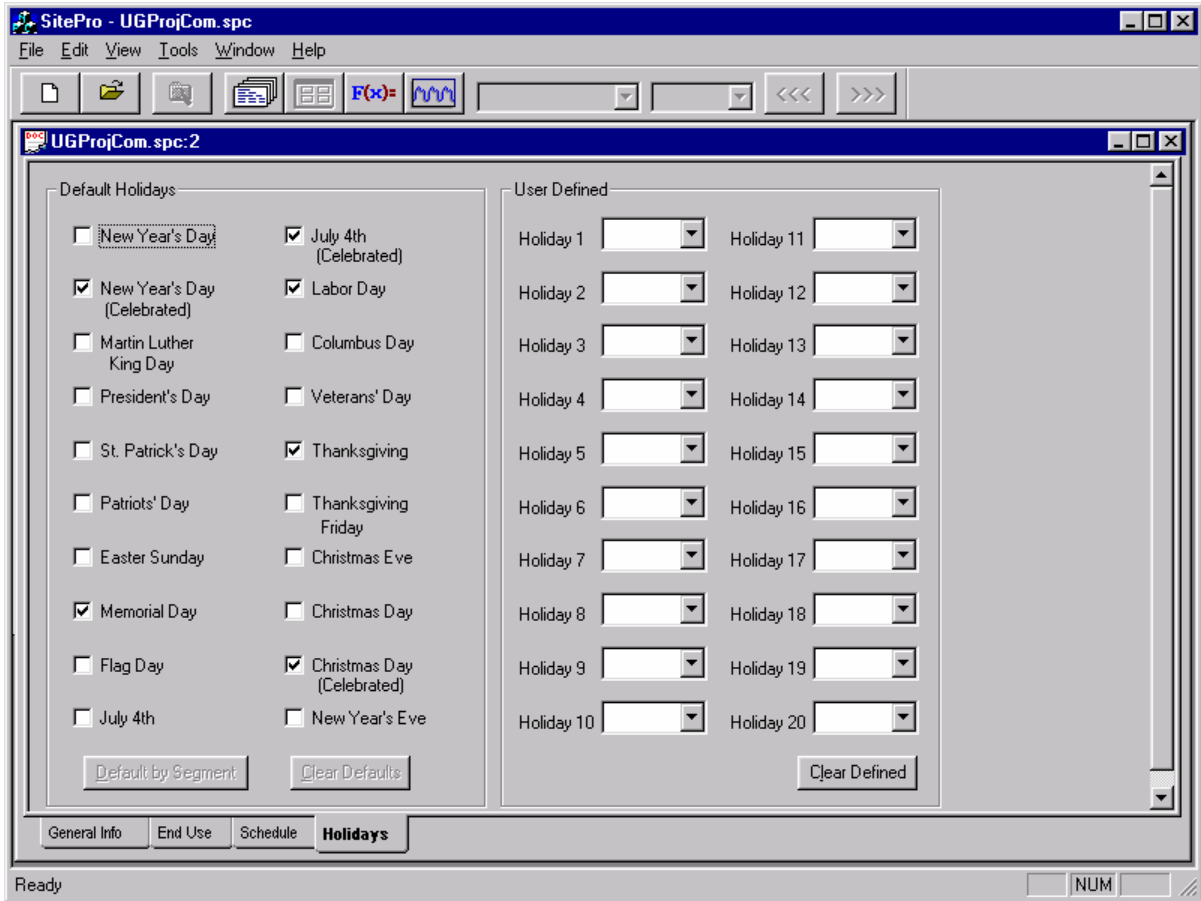 SitePro - UGProjCom.spc
File Edit View Tools Window Help
F(x)=
<<<
>>>
DOC
UGProjCom.spc:2
Default Holidays
New Year's Day
New Year's Day
(Celebrated)
Martin Luther
King Day
President's Day
St. Patrick's Day
Patriots' Day
Easter Sunday
Memorial Day
Flag Day
July 4th
July 4th
(Celebrated)
Labor Day
Columbus Day
Veterans' Day
Thanksgiving
Thanksgiving
Friday
Christmas Eve
Christmas Day
Christmas Day
(Celebrated)
New Year's Eve
Default by Segment
Clear Defaults
User Defined
Holiday 1
Holiday 2
Holiday 3
Holiday 4
Holiday 5
Holiday 6
Holiday 7
Holiday 8
Holiday 9
Holiday 10
Holiday 11
Holiday 12
Holiday 13
Holiday 14
Holiday 15
Holiday 16
Holiday 17
Holiday 18
Holiday 19
Holiday 20
Clear Defined
General Info
End Use
Schedule
Holidays
Ready
NUM